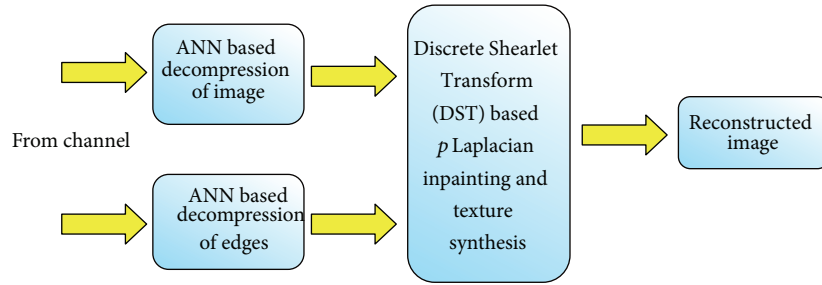 From channel
ANN based
decompression
of image
ANN based
decompression
of edges
Discrete Shearlet
Transform
(DST) based
p Laplacian
inpainting and
texture
synthesis
Reconstructed
image